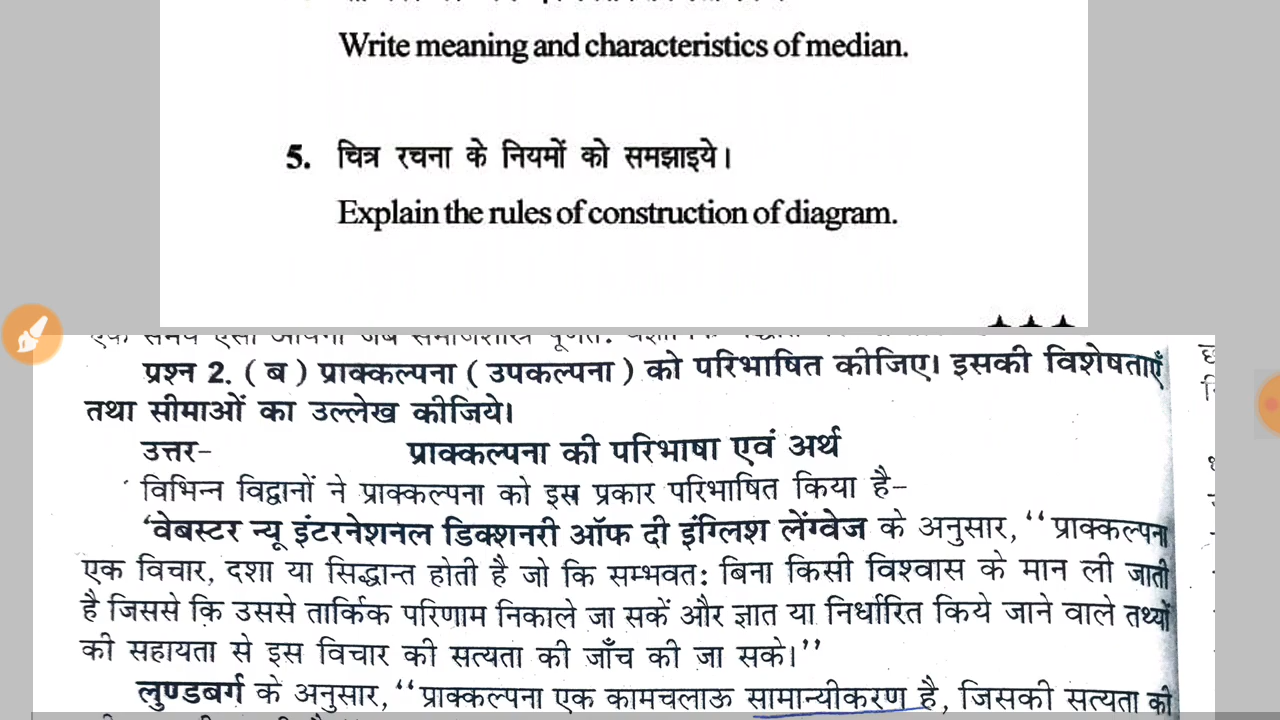 Write meaning and characteristics of median.
5. चित्र रचना के नियमों को समझाइये।
Explain the rules of construction of diagram.
★★★
प्रश्न 2. ( ब ) प्राक्कल्पना ( उपकल्पना ) को परिभाषित कीजिए। इसकी विशेषताएँ
तथा सीमाओं का उल्लेख कीजिये।
उत्तर- प्राक्कल्पना की परिभाषा एवं अर्थ
विभिन्न विद्वानों ने प्राक्कल्पना को इस प्रकार परिभाषित किया है-
‘वेबस्टर न्यू इंटरनेशनल डिक्शनरी ऑफ दी इंग्लिश लेंग्वेज के अनुसार, ‘‘प्राक्कल्पना
एक विचार, दशा या सिद्धान्त होती है जो कि सम्भवत: बिना किसी विश्वास के मान ली जाती
है जिससे कि उससे तार्किक परिणाम निकाले जा सकें और ज्ञात या निर्धारित किये जाने वाले तथ्यों
की सहायता से इस विचार की सत्यता की जाँच की जा सके।’’
लुण्डबर्ग के अनुसार, ‘‘प्राक्कल्पना एक कामचलाऊ सामान्यीकरण है, जिसकी सत्यता की